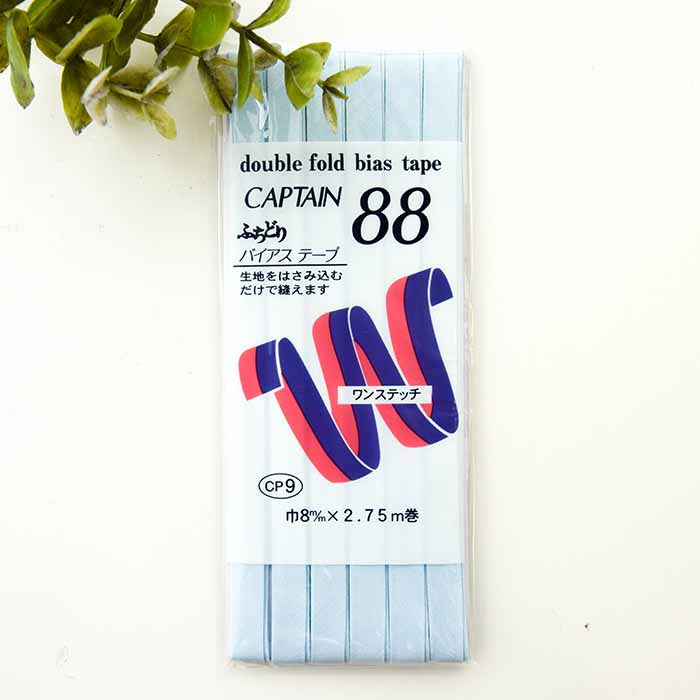 double fold bias tape
CAPTAIN 88
ふちどり
バイアス テープ
生地をはさみ込む
だけで縫えます
ワンステッチ
CP9
巾8m/m×2.75m巻